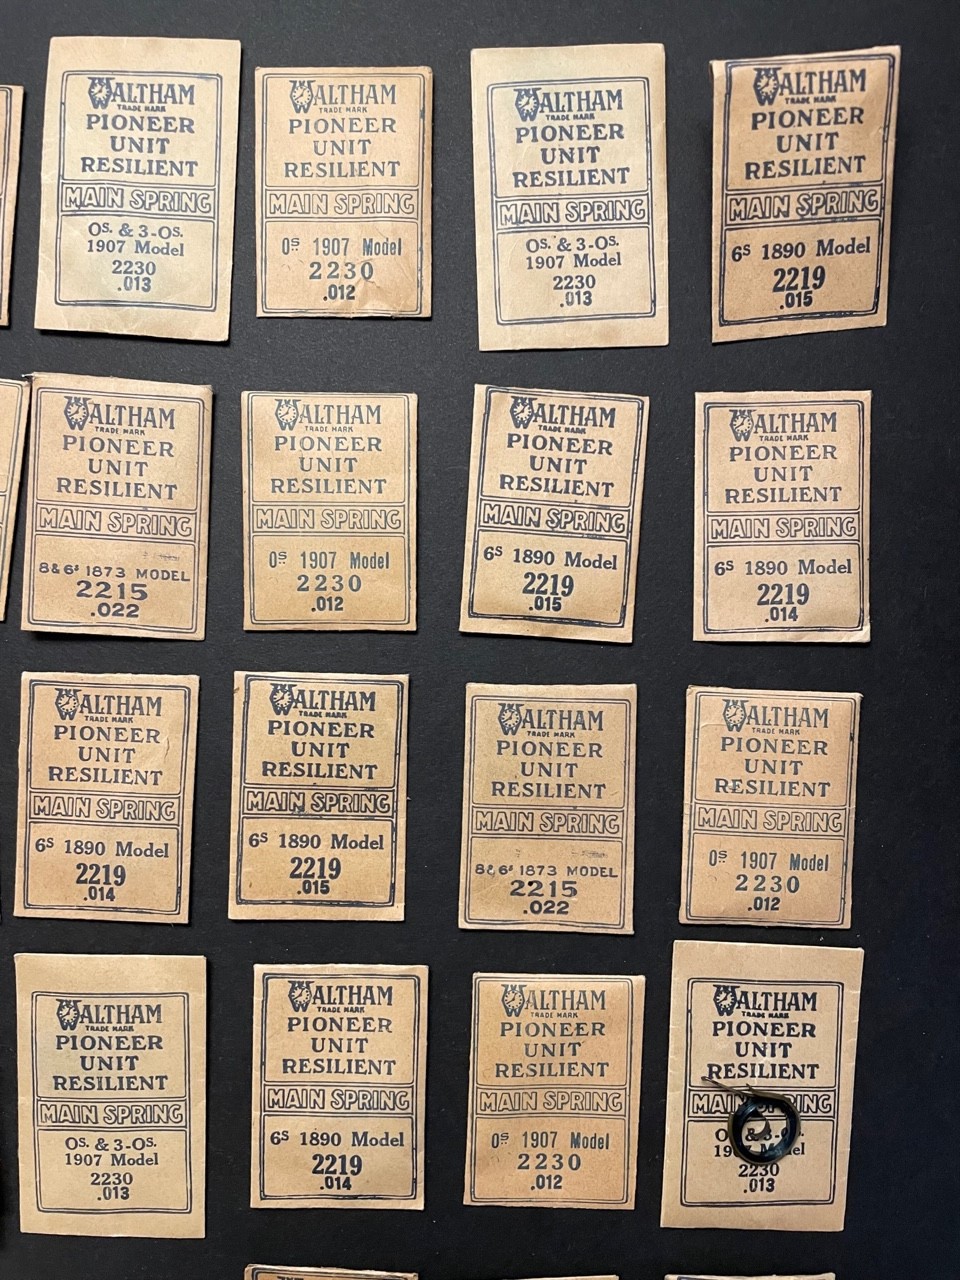 WALTHAM
TRADE MARK
PIONEER
UNIT
RESILIENT
MAIN SPRING
Os. & 3-Os.
1907 Model
2230
.013
WALTHAM
TRADE MARK
PIONEER
UNIT
RESILIENT
MAIN SPRING
0s 1907 Model
2230
.012
WALTHAM
TRADE MARK
PIONEER
UNIT
RESILIENT
MAIN SPRING
Os. & 3-Os.
1907 Model
2230
.013
WALTHAM
TRADE MARK
PIONEER
UNIT
RESILIENT
MAIN SPRING
6s 1890 Model
2219
.015
WALTHAM
TRADE MARK
PIONEER
UNIT
RESILIENT
MAIN SPRING
8 & 6s 1873 MODEL
2215
.022
WALTHAM
TRADE MARK
PIONEER
UNIT
RESILIENT
MAIN SPRING
0s 1907 Model
2230
.012
WALTHAM
TRADE MARK
PIONEER
UNIT
RESILIENT
MAIN SPRING
6s 1890 Model
2219
.015
WALTHAM
TRADE MARK
PIONEER
UNIT
RESILIENT
MAIN SPRING
6s 1890 Model
2219
.014
WALTHAM
TRADE MARK
PIONEER
UNIT
RESILIENT
MAIN SPRING
6s 1890 Model
2219
.014
WALTHAM
TRADE MARK
PIONEER
UNIT
RESILIENT
MAIN SPRING
6s 1890 Model
2219
.015
WALTHAM
TRADE MARK
PIONEER
UNIT
RESILIENT
MAIN SPRING
8 & 6s 1873 MODEL
2215
.022
WALTHAM
TRADE MARK
PIONEER
UNIT
RESILIENT
MAIN SPRING
0s 1907 Model
2230
.012
WALTHAM
TRADE MARK
PIONEER
UNIT
RESILIENT
MAIN SPRING
Os. & 3-Os.
1907 Model
2230
.013
WALTHAM
TRADE MARK
PIONEER
UNIT
RESILIENT
MAIN SPRING
6s 1890 Model
2219
.014
WALTHAM
TRADE MARK
PIONEER
UNIT
RESILIENT
MAIN SPRING
0s 1907 Model
2230
.012
WALTHAM
TRADE MARK
PIONEER
UNIT
RESILIENT
MAIN SPRING
2230
.013